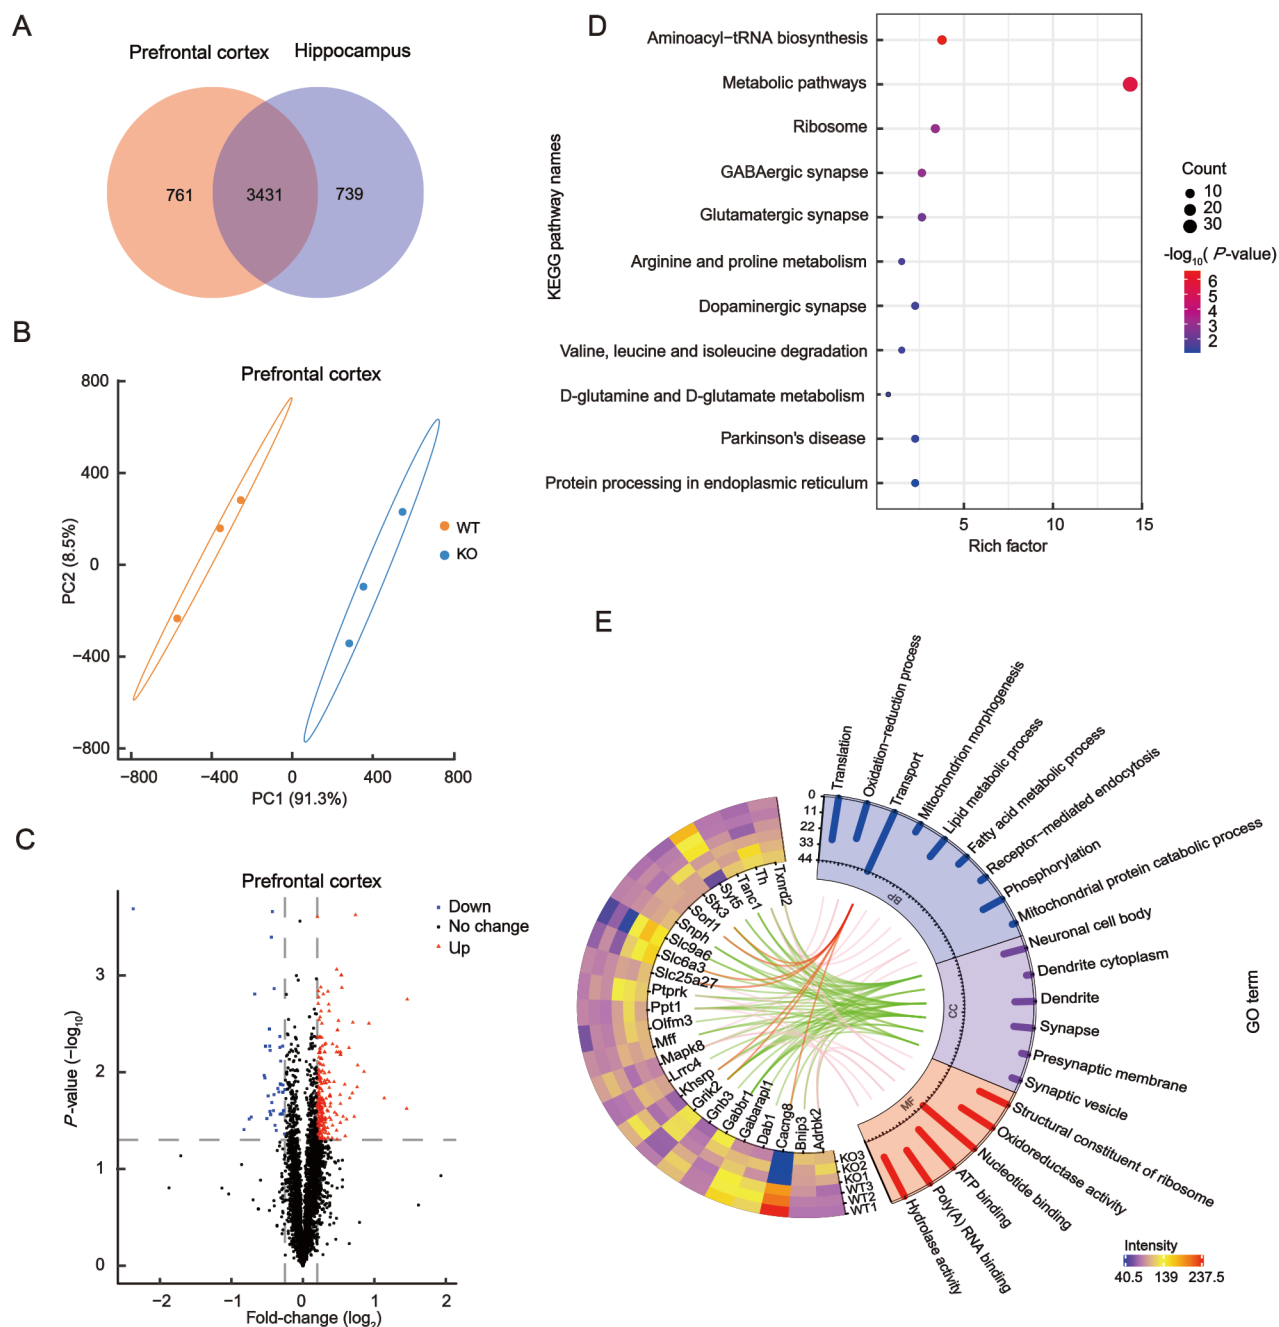 A
Prefrontal cortex
Hippocampus
761
3431
739
B
Prefrontal cortex
800
400
0
−400
−800
−800
−400
0
400
800
PC2 (8.5%)
PC1 (91.3%)
WT
KO
C
Prefrontal cortex
Down
No change
Up
3
2
1
0
−2
−1
0
1
2
P-value (−log10)
Fold-change (log2)
D
KEGG pathway names
Aminoacyl−tRNA biosynthesis
Metabolic pathways
Ribosome
GABAergic synapse
Glutamatergic synapse
Arginine and proline metabolism
Dopaminergic synapse
Valine, leucine and isoleucine degradation
D-glutamine and D-glutamate metabolism
Parkinson's disease
Protein processing in endoplasmic reticulum
5
10
15
Rich factor
Count
10
20
30
-log10( P-value)
6
5
4
3
2
E
Translation
Oxidation−reduction process
Transport
Mitochondrion morphogenesis
Lipid metabolic process
Fatty acid metabolic process
Receptor−mediated endocytosis
Phosphorylation
Mitochondrial protein catabolic process
Neuronal cell body
Dendrite cytoplasm
Dendrite
Synapse
Presynaptic membrane
Synaptic vesicle
Structural constituent of ribosome
Oxidoreductase activity
Nucleotide binding
ATP binding
Poly(A) RNA binding
Hydrolase activity
GO term
0
11
22
33
44
BP
CC
MF
Txnrd2
Th
Tanc1
Syt5
Stx3
Sorl1
Snph
Slc9a6
Slc6a3
Slc25a27
Ptprk
Ppt1
Olfm3
Mff
Mapk8
Lrrc4
Khsrp
Grik2
Gnb3
Gabbr1
Gabarapl1
Dab1
Cacng8
Bnip3
Adrbk2
KO3
KO2
KO1
WT3
WT2
WT1
Intensity
40.5
139
237.5